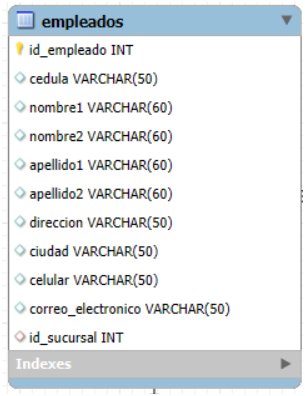 empleados
id_empleado INT
cedula VARCHAR(50)
nombre1 VARCHAR(60)
nombre2 VARCHAR(60)
apellido1 VARCHAR(60)
apellido2 VARCHAR(60)
direccion VARCHAR(50)
ciudad VARCHAR(50)
celular VARCHAR(50)
correo_electronico VARCHAR(50)
id_sucursal INT
Indexes